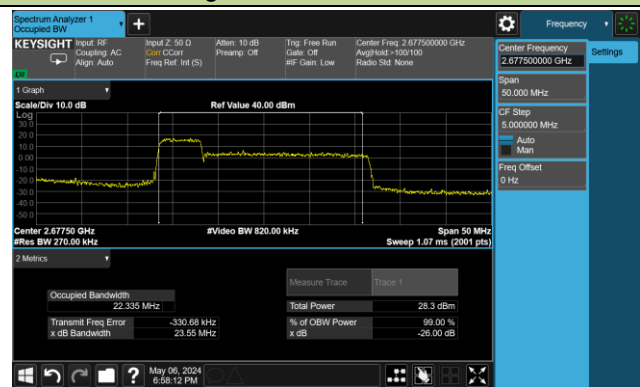 Spectrum Analyzer 1
Occupied BW
Frequency
KEYSIGHT
Input: RF
Coupling: AC
Align: Auto
Input Z: 50 Ω
Corr CCorr
Freq Ref: Int (S)
Atten: 10 dB
Preamp: Off
Trig: Free Run
Gate: Off
#IF Gain: Low
Center Freq: 2.677500000 GHz
Avg|Hold:>100/100
Radio Std: None
Center Frequency
2.677500000 GHz
Settings
Span
50.000 MHz
CF Step
5.000000 MHz
Auto
Man
Freq Offset
0 Hz
1 Graph
Scale/Div 10.0 dB
Ref Value 40.00 dBm
Log
30.0
20.0
10.0
0.00
-10.0
-20.0
-30.0
-40.0
-50.0
Center 2.67750 GHz
#Video BW 820.00 kHz
Span 50 MHz
#Res BW 270.00 kHz
Sweep 1.07 ms (2001 pts)
2 Metrics
Measure Trace
Trace 1
Occupied Bandwidth
22.335 MHz
Total Power
28.3 dBm
Transmit Freq Error
-330.68 kHz
% of OBW Power
99.00 %
x dB Bandwidth
23.55 MHz
x dB
-26.00 dB
May 06, 2024
6:58:12 PM